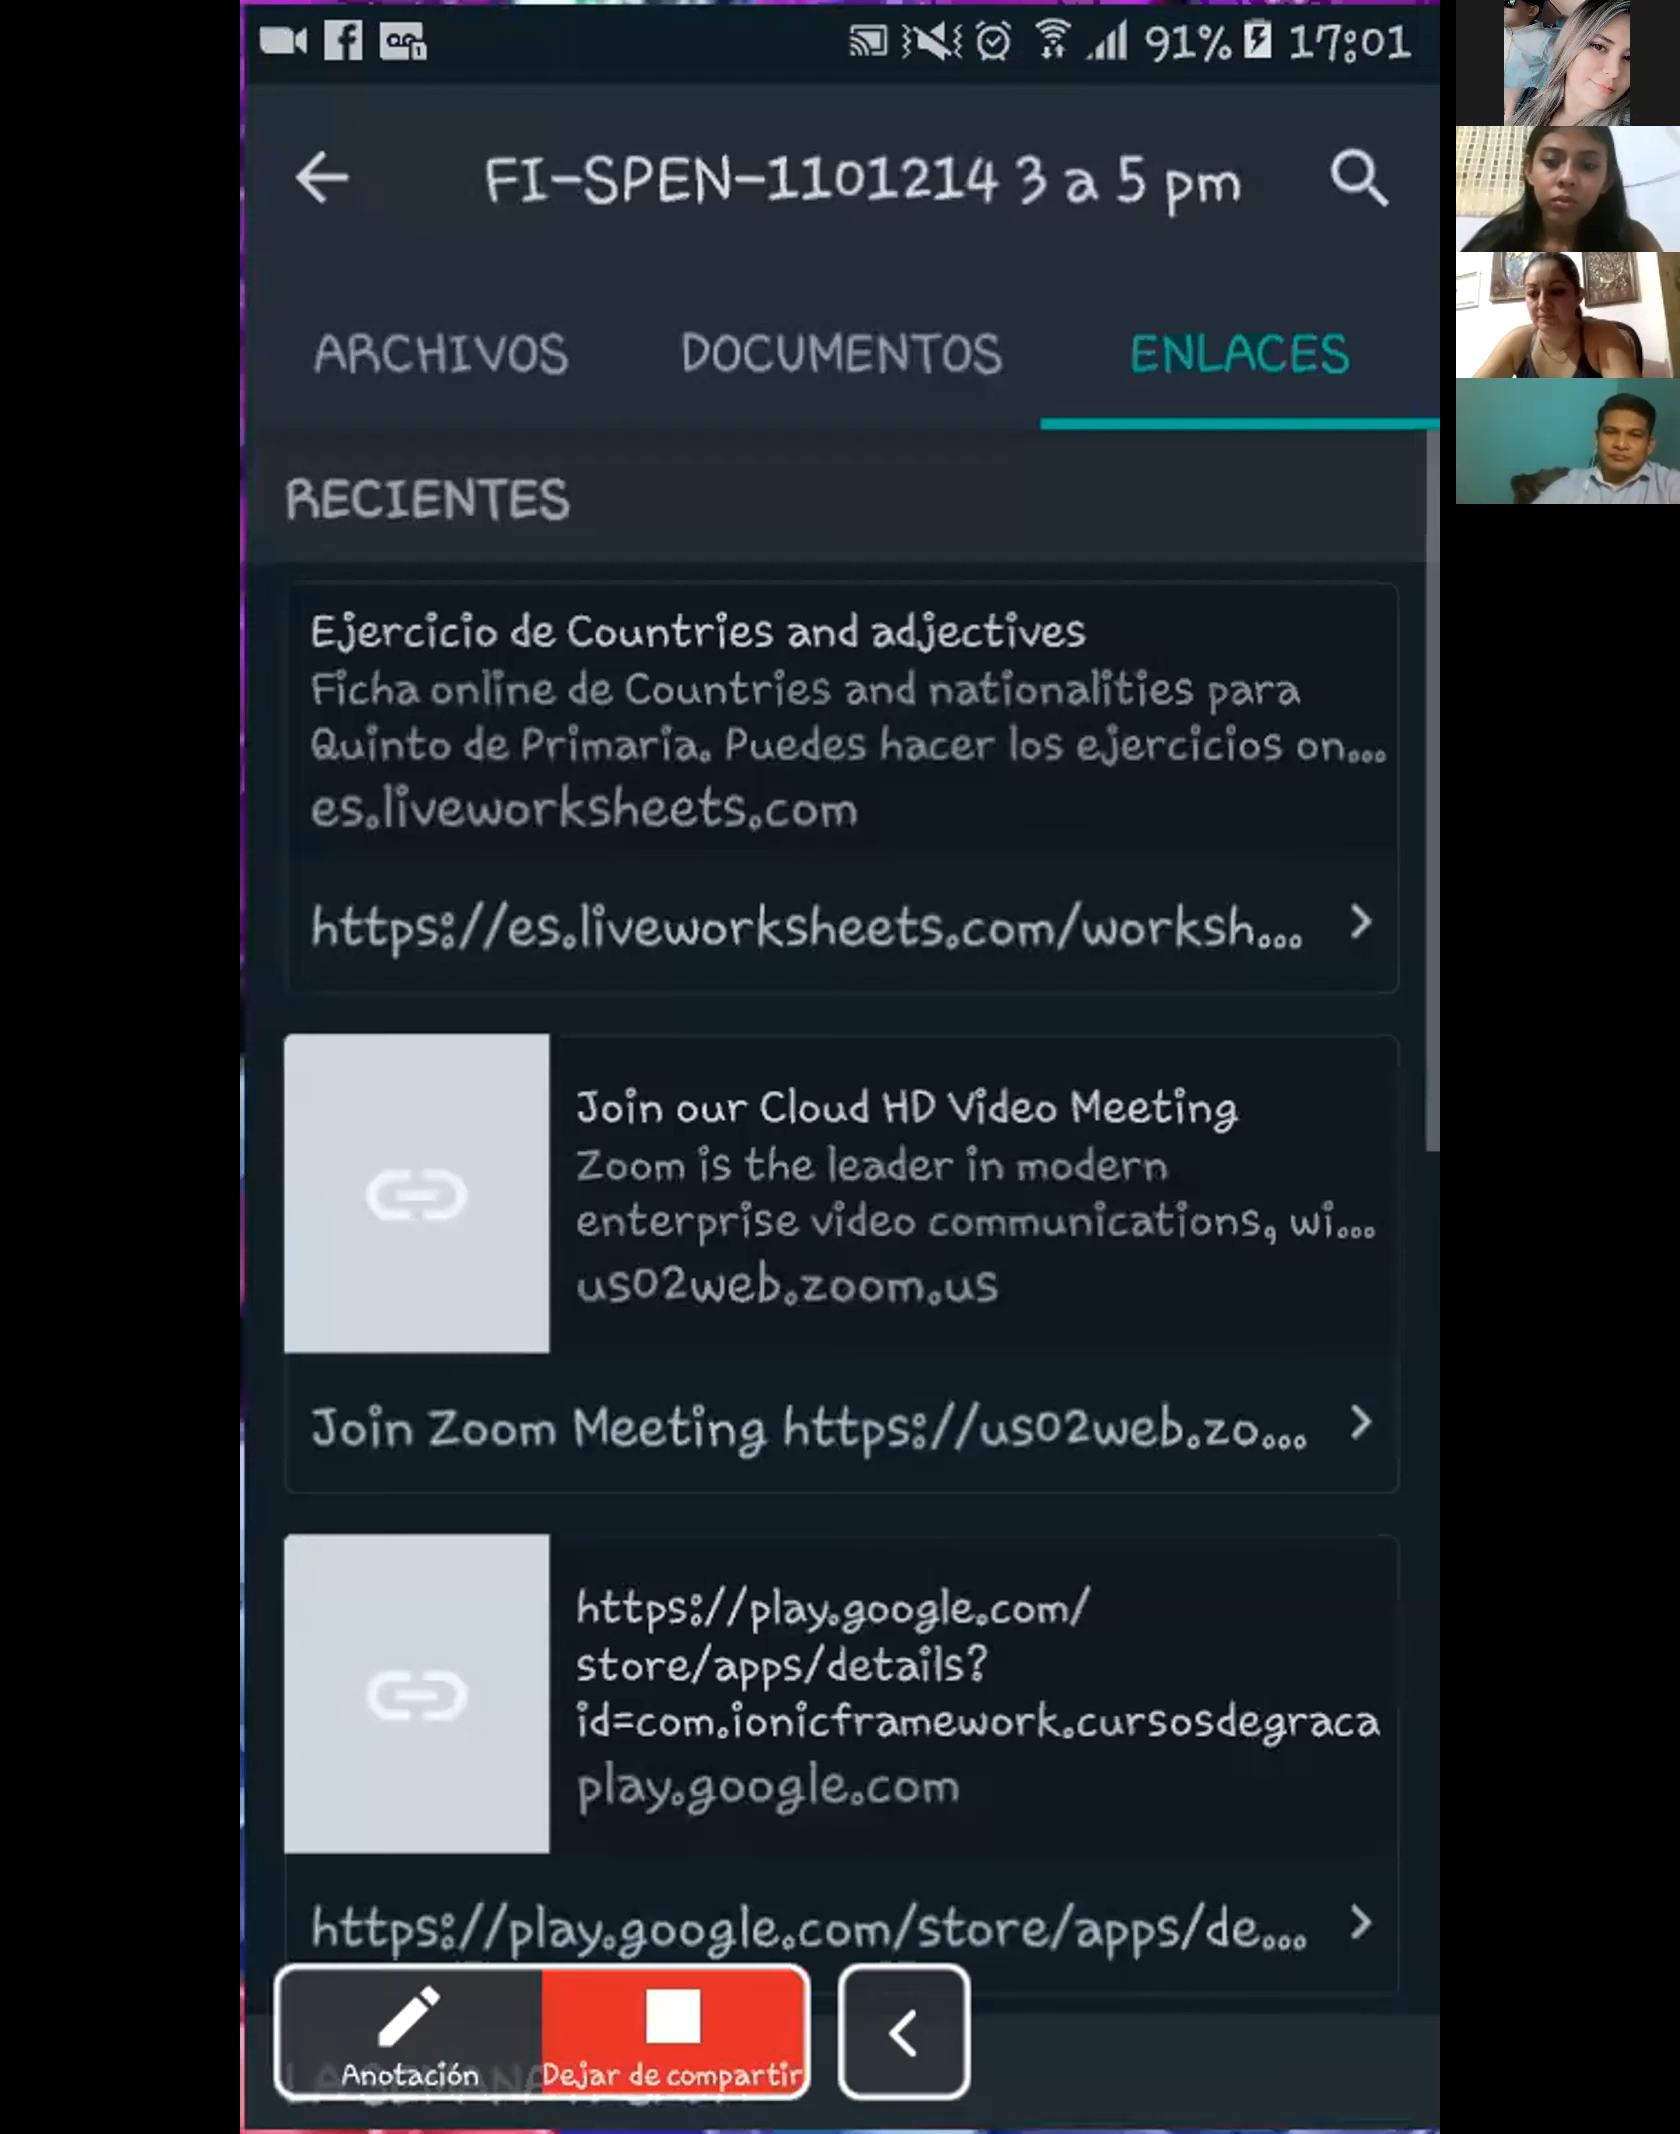 91% 17:01
FI-SPEN-1101214 3 a 5 pm
ARCHIVOS DOCUMENTOS ENLACES
RECIENTES
Ejercicio de Countries and adjectives
Ficha online de Countries and nationalities para
Quinto de Primaria. Puedes hacer los ejercicios on...
es.liveworksheets.com
https://es.liveworksheets.com/worksh...
Join our Cloud HD Video Meeting
Zoom is the leader in modern
enterprise video communications, wi...
us02web.zoom.us
Join Zoom Meeting https://us02web.zo...
https://play.google.com/
store/apps/details?
id=com.ionicframework.cursosdegraca
play.google.com
https://play.google.com/store/apps/de...
Anotación Dejar de compartir